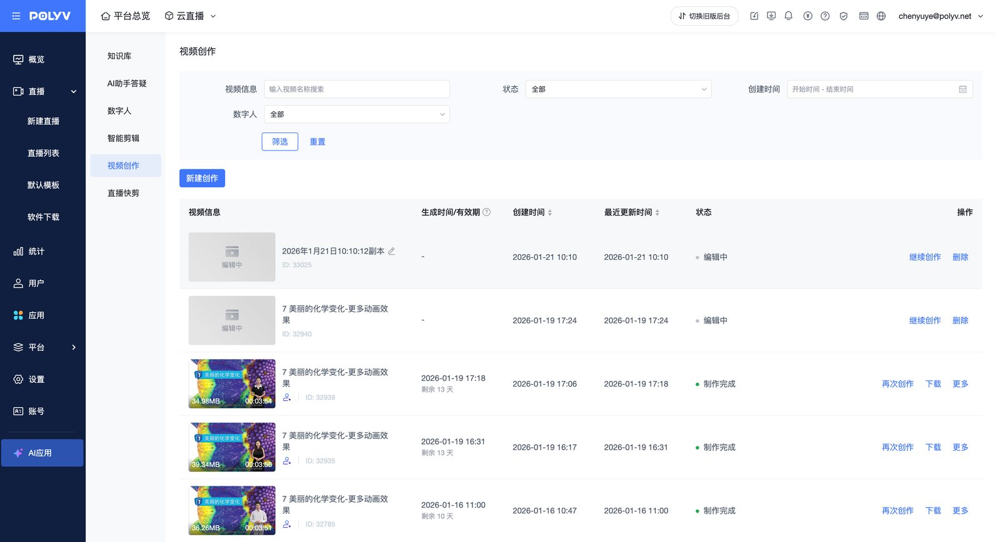 POLYV
平台总览
云直播
切换旧版后台
chenyuye@polyv.net
概览
直播
新建直播
直播列表
默认模板
软件下载
统计
用户
应用
平台
设置
账号
AI应用
知识库
AI助手答疑
数字人
智能剪辑
视频创作
直播快剪
视频创作
视频信息 输入视频名称搜索
状态 全部
创建时间 开始时间 - 结束时间
数字人 全部
筛选 重置
新建创作
视频信息 生成时间/有效期 创建时间 最近更新时间 状态 操作
编辑中
2026年1月21日10:10:12副本
ID: 33025
-
2026-01-21 10:10
2026-01-21 10:10
编辑中
继续创作 删除
编辑中
7 美丽的化学变化-更多动画效
果
ID: 32940
-
2026-01-19 17:24
2026-01-19 17:24
编辑中
继续创作 删除
7 美丽的化学变化
34.98MB 00:03:54
7 美丽的化学变化-更多动画效
果
ID: 32939
2026-01-19 17:18
剩余 13 天
2026-01-19 17:06
2026-01-19 17:18
制作完成
再次创作 下载 更多
7 美丽的化学变化
39.34MB 00:03:56
7 美丽的化学变化-更多动画效
果
ID: 32935
2026-01-19 16:31
剩余 13 天
2026-01-19 16:17
2026-01-19 16:31
制作完成
再次创作 下载 更多
7 美丽的化学变化
36.26MB 00:03:51
7 美丽的化学变化-更多动画效
果
ID: 32785
2026-01-16 11:00
剩余 10 天
2026-01-16 10:47
2026-01-16 11:00
制作完成
再次创作 下载 更多